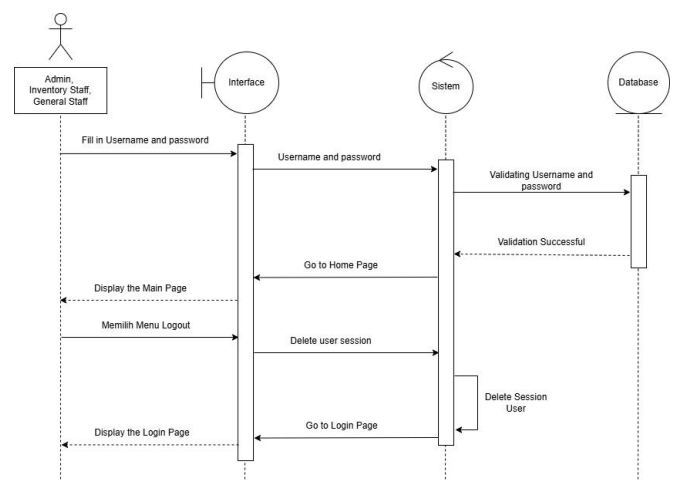 Admin,
Inventory Staff,
General Staff
Interface
Sistem
Database
Fill in Username and password
Username and password
Validating Username and
password
Validation Successful
Go to Home Page
Display the Main Page
Memilih Menu Logout
Delete user session
Delete Session
User
Go to Login Page
Display the Login Page